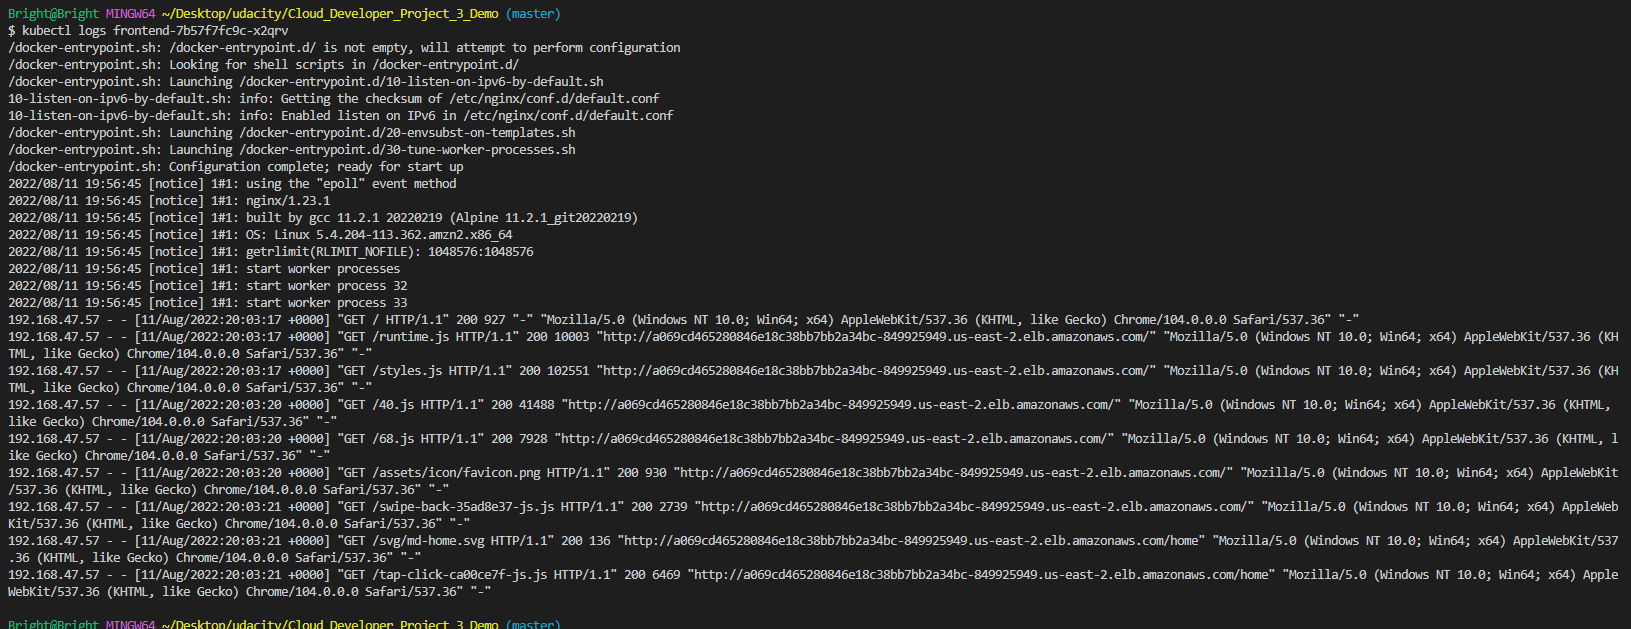 Bright@Bright MINGW64 ~/Desktop/udacity/Cloud_Developer_Project_3_Demo (master)
$ kubectl logs frontend-7b57f7fc9c-x2qrv
/docker-entrypoint.sh: /docker-entrypoint.d/ is not empty, will attempt to perform configuration
/docker-entrypoint.sh: Looking for shell scripts in /docker-entrypoint.d/
/docker-entrypoint.sh: Launching /docker-entrypoint.d/10-listen-on-ipv6-by-default.sh
10-listen-on-ipv6-by-default.sh: info: Getting the checksum of /etc/nginx/conf.d/default.conf
10-listen-on-ipv6-by-default.sh: info: Enabled listen on IPv6 in /etc/nginx/conf.d/default.conf
/docker-entrypoint.sh: Launching /docker-entrypoint.d/20-envsubst-on-templates.sh
/docker-entrypoint.sh: Launching /docker-entrypoint.d/30-tune-worker-processes.sh
/docker-entrypoint.sh: Configuration complete; ready for start up
2022/08/11 19:56:45 [notice] 1#1: using the "epoll" event method
2022/08/11 19:56:45 [notice] 1#1: nginx/1.23.1
2022/08/11 19:56:45 [notice] 1#1: built by gcc 11.2.1 20220219 (Alpine 11.2.1_git20220219)
2022/08/11 19:56:45 [notice] 1#1: OS: Linux 5.4.204-113.362.amzn2.x86_64
2022/08/11 19:56:45 [notice] 1#1: getrlimit(RLIMIT_NOFILE): 1048576:1048576
2022/08/11 19:56:45 [notice] 1#1: start worker processes
2022/08/11 19:56:45 [notice] 1#1: start worker process 32
2022/08/11 19:56:45 [notice] 1#1: start worker process 33
192.168.47.57 - - [11/Aug/2022:20:03:17 +0000] "GET / HTTP/1.1" 200 927 "-" "Mozilla/5.0 (Windows NT 10.0; Win64; x64) AppleWebKit/537.36 (KHTML, like Gecko) Chrome/104.0.0.0 Safari/537.36" "-"
192.168.47.57 - - [11/Aug/2022:20:03:17 +0000] "GET /runtime.js HTTP/1.1" 200 10003 "http://a069cd465280846e18c38bb7bb2a34bc-849925949.us-east-2.elb.amazonaws.com/" "Mozilla/5.0 (Windows NT 10.0; Win64; x64) AppleWebKit/537.36 (KH
TML, like Gecko) Chrome/104.0.0.0 Safari/537.36" "-"
192.168.47.57 - - [11/Aug/2022:20:03:17 +0000] "GET /styles.js HTTP/1.1" 200 102551 "http://a069cd465280846e18c38bb7bb2a34bc-849925949.us-east-2.elb.amazonaws.com/" "Mozilla/5.0 (Windows NT 10.0; Win64; x64) AppleWebKit/537.36 (KH
TML, like Gecko) Chrome/104.0.0.0 Safari/537.36" "-"
192.168.47.57 - - [11/Aug/2022:20:03:20 +0000] "GET /40.js HTTP/1.1" 200 41488 "http://a069cd465280846e18c38bb7bb2a34bc-849925949.us-east-2.elb.amazonaws.com/" "Mozilla/5.0 (Windows NT 10.0; Win64; x64) AppleWebKit/537.36 (KHTML,
like Gecko) Chrome/104.0.0.0 Safari/537.36" "-"
192.168.47.57 - - [11/Aug/2022:20:03:20 +0000] "GET /68.js HTTP/1.1" 200 7928 "http://a069cd465280846e18c38bb7bb2a34bc-849925949.us-east-2.elb.amazonaws.com/" "Mozilla/5.0 (Windows NT 10.0; Win64; x64) AppleWebKit/537.36 (KHTML, l
ike Gecko) Chrome/104.0.0.0 Safari/537.36" "-"
192.168.47.57 - - [11/Aug/2022:20:03:20 +0000] "GET /assets/icon/favicon.png HTTP/1.1" 200 930 "http://a069cd465280846e18c38bb7bb2a34bc-849925949.us-east-2.elb.amazonaws.com/" "Mozilla/5.0 (Windows NT 10.0; Win64; x64) AppleWebKit
/537.36 (KHTML, like Gecko) Chrome/104.0.0.0 Safari/537.36" "-"
192.168.47.57 - - [11/Aug/2022:20:03:21 +0000] "GET /swipe-back-35ad8e37-js.js HTTP/1.1" 200 2739 "http://a069cd465280846e18c38bb7bb2a34bc-849925949.us-east-2.elb.amazonaws.com/" "Mozilla/5.0 (Windows NT 10.0; Win64; x64) AppleWeb
Kit/537.36 (KHTML, like Gecko) Chrome/104.0.0.0 Safari/537.36" "-"
192.168.47.57 - - [11/Aug/2022:20:03:21 +0000] "GET /svg/md-home.svg HTTP/1.1" 200 136 "http://a069cd465280846e18c38bb7bb2a34bc-849925949.us-east-2.elb.amazonaws.com/home" "Mozilla/5.0 (Windows NT 10.0; Win64; x64) AppleWebKit/537
.36 (KHTML, like Gecko) Chrome/104.0.0.0 Safari/537.36" "-"
192.168.47.57 - - [11/Aug/2022:20:03:21 +0000] "GET /tap-click-ca00ce7f-js.js HTTP/1.1" 200 6469 "http://a069cd465280846e18c38bb7bb2a34bc-849925949.us-east-2.elb.amazonaws.com/home" "Mozilla/5.0 (Windows NT 10.0; Win64; x64) Apple
WebKit/537.36 (KHTML, like Gecko) Chrome/104.0.0.0 Safari/537.36" "-"
Bright@Bright MINGW64 ~/Desktop/udacity/Cloud_Developer_Project_3_Demo (master)